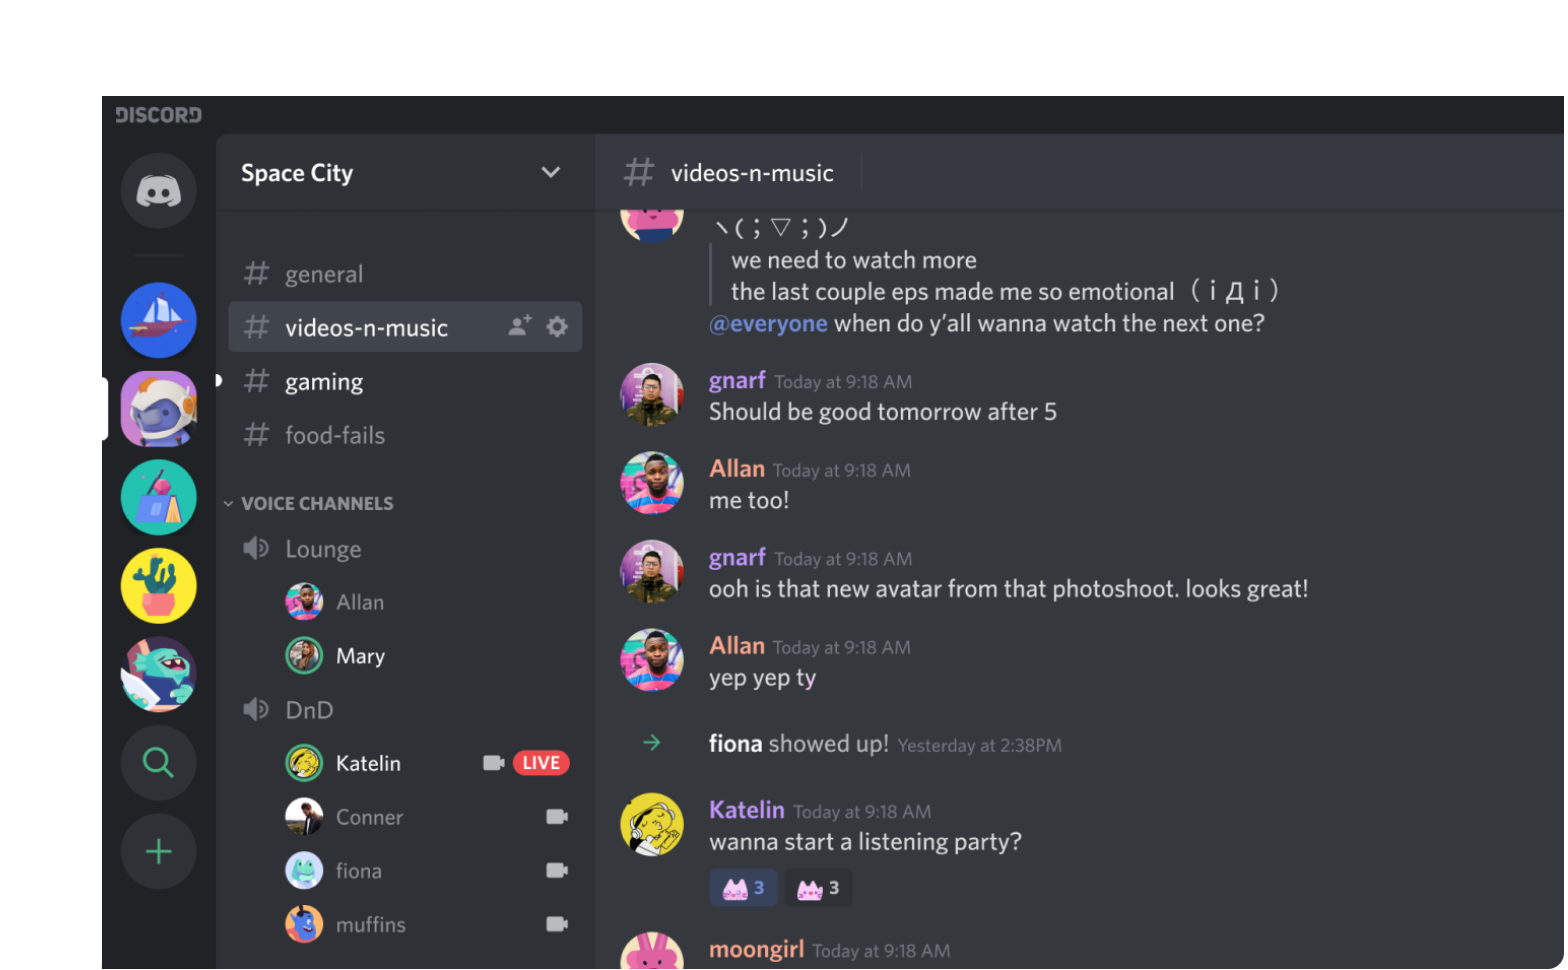 DISCORD
Space City
general
videos-n-music
gaming
food-fails
VOICE CHANNELS
Lounge
Allan
Mary
DnD
Katelin LIVE
Conner
fiona
muffins
# videos-n-music
ヽ(；▽；)ノ
we need to watch more
the last couple eps made me so emotional （ｉДｉ）
@everyone when do y’all wanna watch the next one?
gnarf Today at 9:18 AM
Should be good tomorrow after 5
Allan Today at 9:18 AM
me too!
gnarf Today at 9:18 AM
ooh is that new avatar from that photoshoot. looks great!
Allan Today at 9:18 AM
yep yep ty
fiona showed up! Yesterday at 2:38PM
Katelin Today at 9:18 AM
wanna start a listening party?
3 3
moongirl Today at 9:18 AM